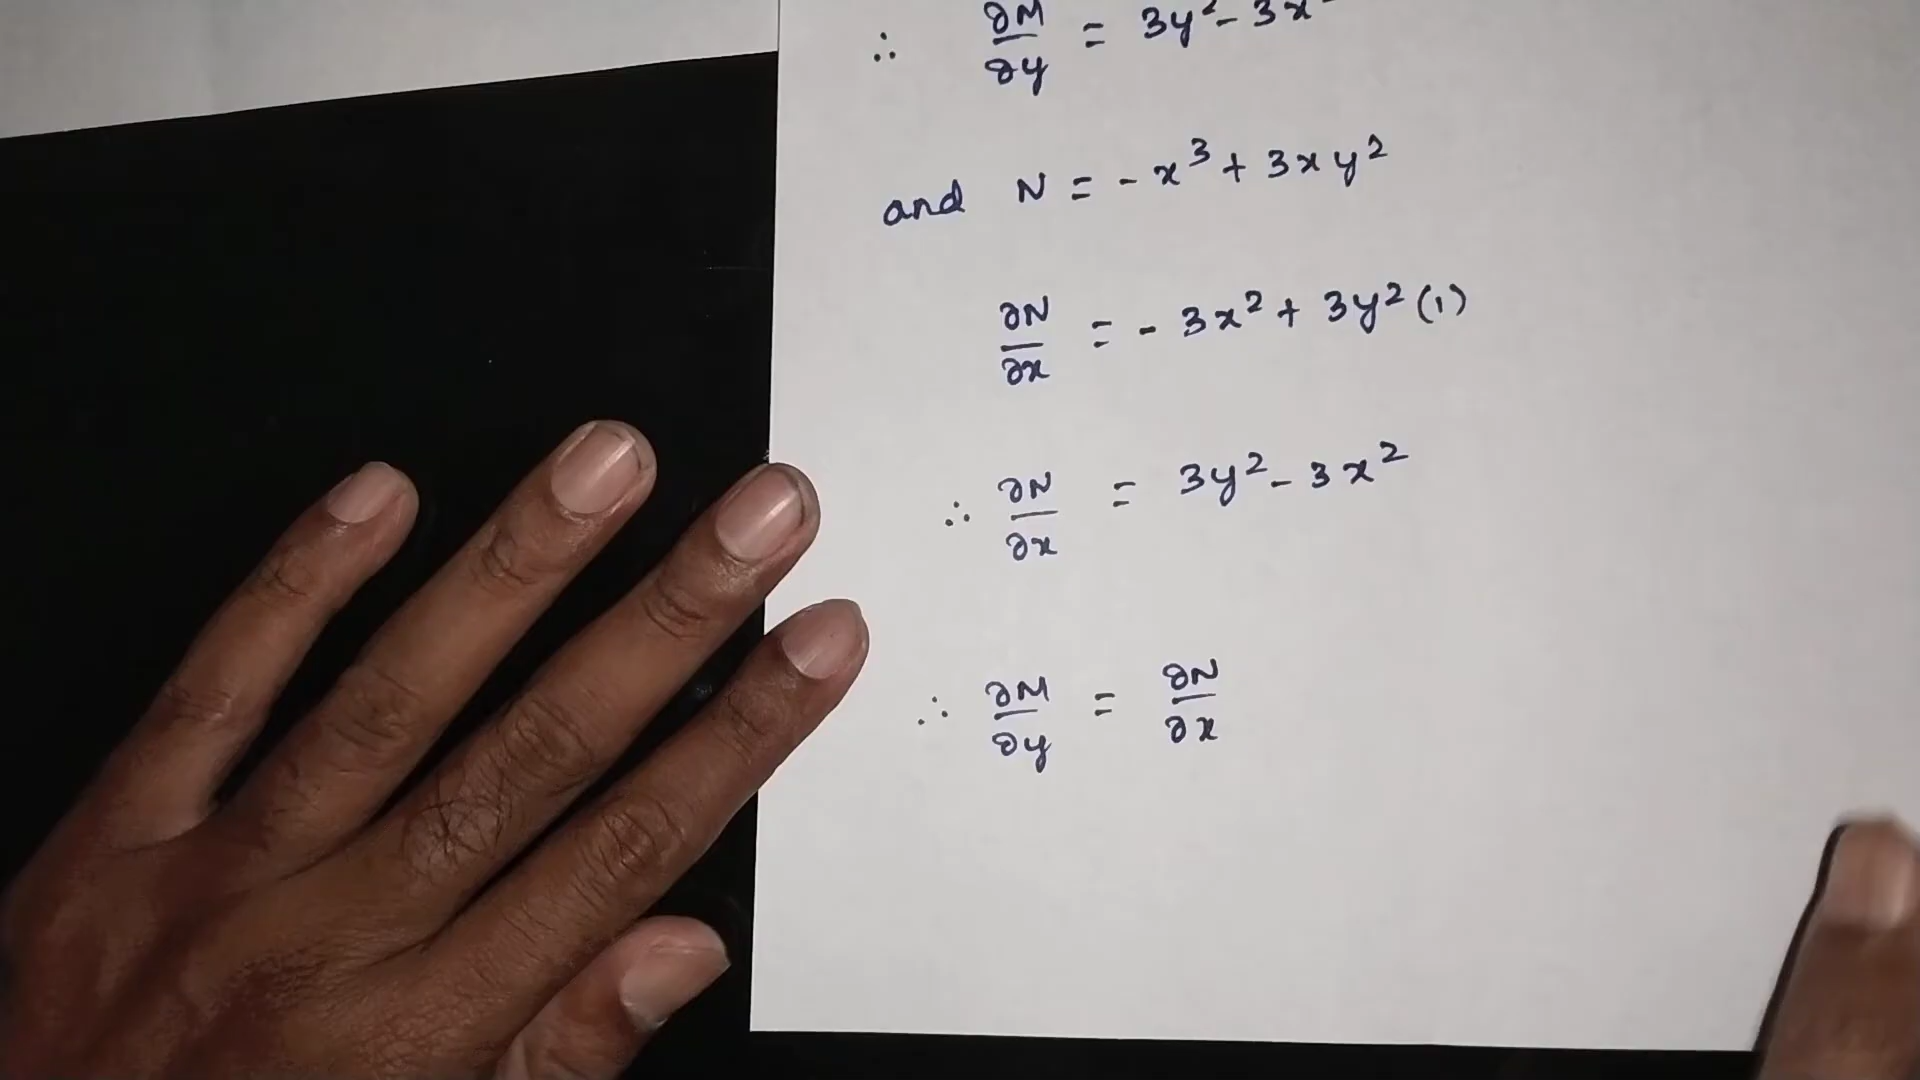 ∴ ∂M/∂y = 3y² - 3x²
and N = - x³ + 3xy²
∂N/∂x = - 3x² + 3y² (1)
∴ ∂N/∂x = 3y² - 3x²
∴ ∂M/∂y = ∂N/∂x